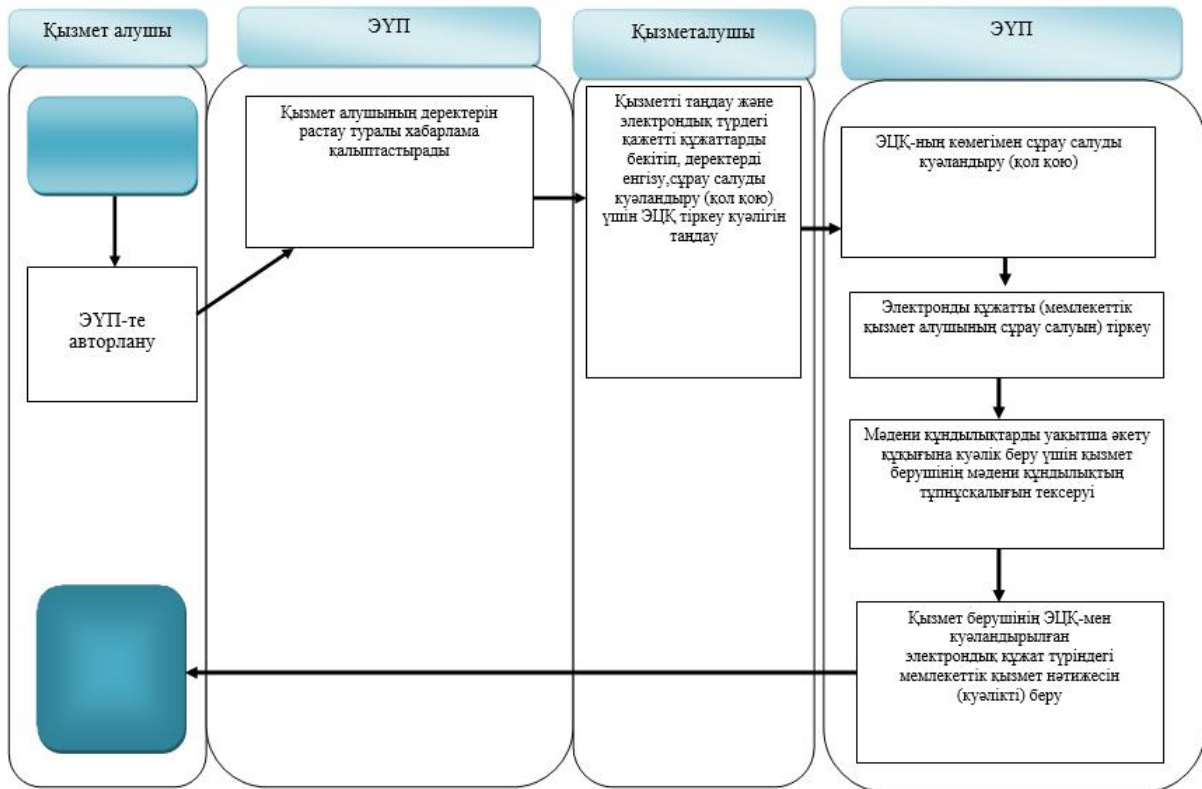 Қызмет алушы
ЭҮП
Қызметалушы
ЭҮП
ЭҮП-те
авторлану
Қызмет алушының деректерін
растау туралы хабарлама
қалыптастырады
Қызметті таңдау және
электрондық түрдегі
қажетті құжаттарды
бекітіп, деректерді
енгізу,сұрау салуды
куәландыру (қол қою)
үшін ЭЦҚ тіркеу куәлігін
таңдау
ЭЦҚ-ның көмегімен сұрау салуды
куәландыру (қол қою)
Электронды құжатты (мемлекеттік
қызмет алушының сұрау салуын) тіркеу
Мәдени құндылықтарды уақытша әкету
құқығына куәлік беру үшін қызмет
берушінің мәдени құндылықтың
тұпнұсқалығын тексеруі
Қызмет берушінің ЭЦҚ-мен
куәландырылған
электрондық құжат түріндегі
мемлекеттік қызмет нәтижесін
(куәлікті) беру